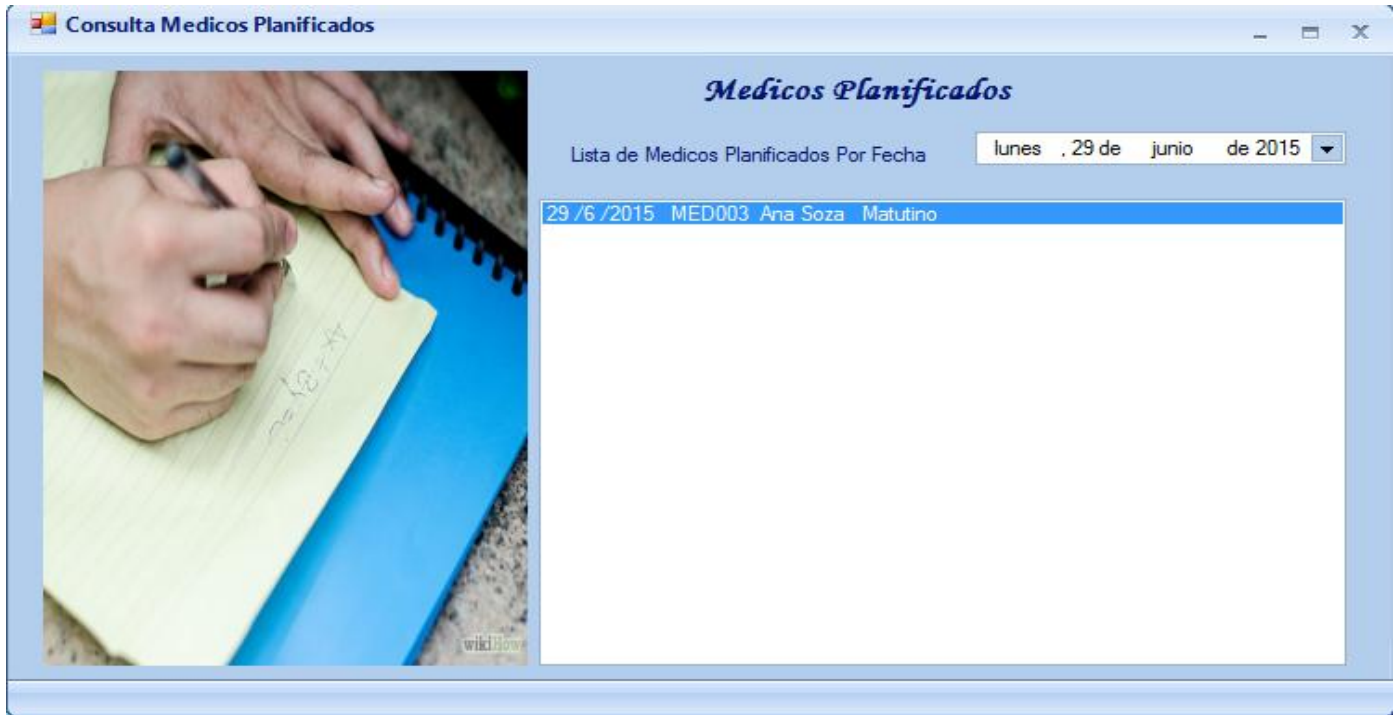 Consulta Medicos Planificados
Medicos Planificados
Lista de Medicos Planificados Por Fecha
lunes , 29 de junio de 2015
29 /6 /2015 MED003 Ana Soza Matutino
wikiHow